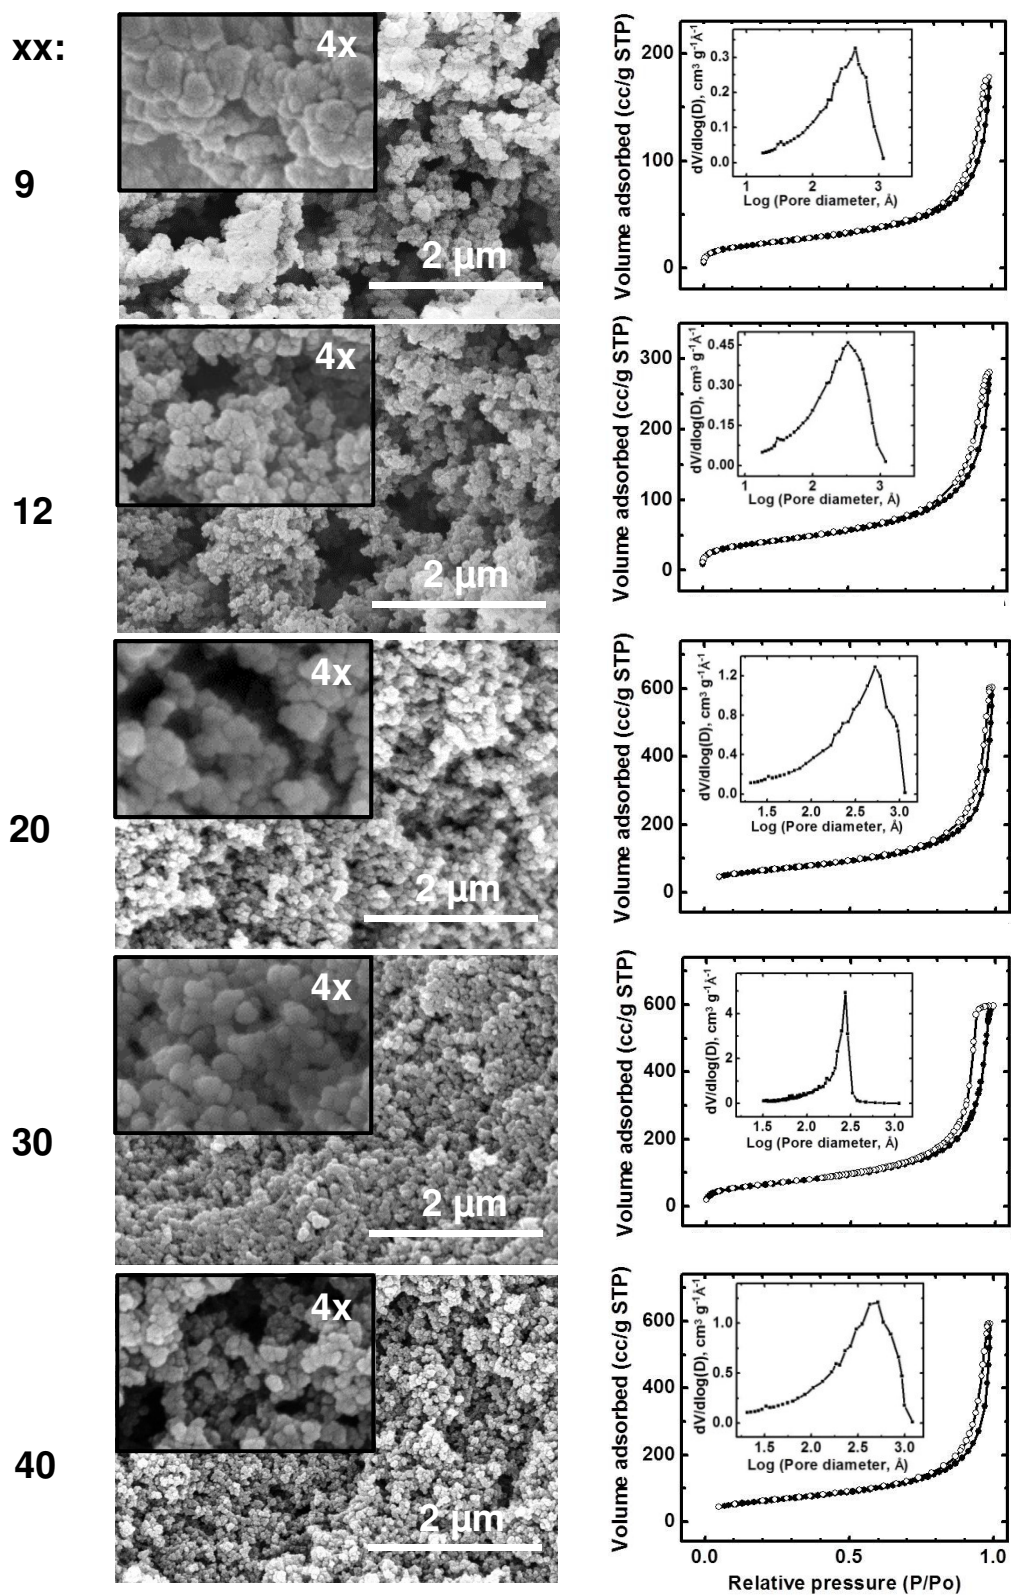 xx:
9
4x
2 µm
Volume adsorbed (cc/g STP)
200
100
0
dV/dlog(D), cm³ g⁻¹Å⁻¹
0.3
0.2
0.1
0.0
1 2 3
Log (Pore diameter, Å)
12
4x
2 µm
Volume adsorbed (cc/g STP)
300
200
100
0
dV/dlog(D), cm³ g⁻¹Å⁻¹
0.45
0.30
0.15
0.00
1 2 3
Log (Pore diameter, Å)
20
4x
2 µm
Volume adsorbed (cc/g STP)
600
400
200
0
dV/dlog(D), cm³ g⁻¹Å⁻¹
1.2
0.8
0.4
0.0
1.5 2.0 2.5 3.0
Log (Pore diameter, Å)
30
4x
2 µm
Volume adsorbed (cc/g STP)
600
400
200
0
dV/dlog(D), cm³ g⁻¹Å⁻¹
4
2
0
1.5 2.0 2.5 3.0
Log (Pore diameter, Å)
40
4x
2 µm
Volume adsorbed (cc/g STP)
600
400
200
0
dV/dlog(D), cm³ g⁻¹Å⁻¹
1.0
0.5
0.0
1.5 2.0 2.5 3.0
Log (Pore diameter, Å)
0.0 0.5 1.0
Relative pressure (P/Po)